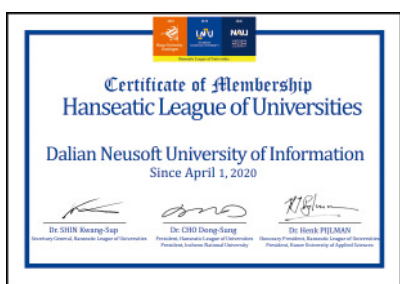 NAU
Hanseatic League of Universities
Certificate of Membership
Hanseatic League of Universities
Dalian Neusoft University of Information
Since April 1, 2020
Dr. SHIN Kwang-Sup
Dr. CHO Dong-Sung
Dr. Henk PIJLMAN
Secretary General, Hanseatic League of Universities
President, Hanseatic League of Universities
Honorary President, Hanseatic League of Universities
President, Incheon National University
President, Hanze University of Applied Sciences